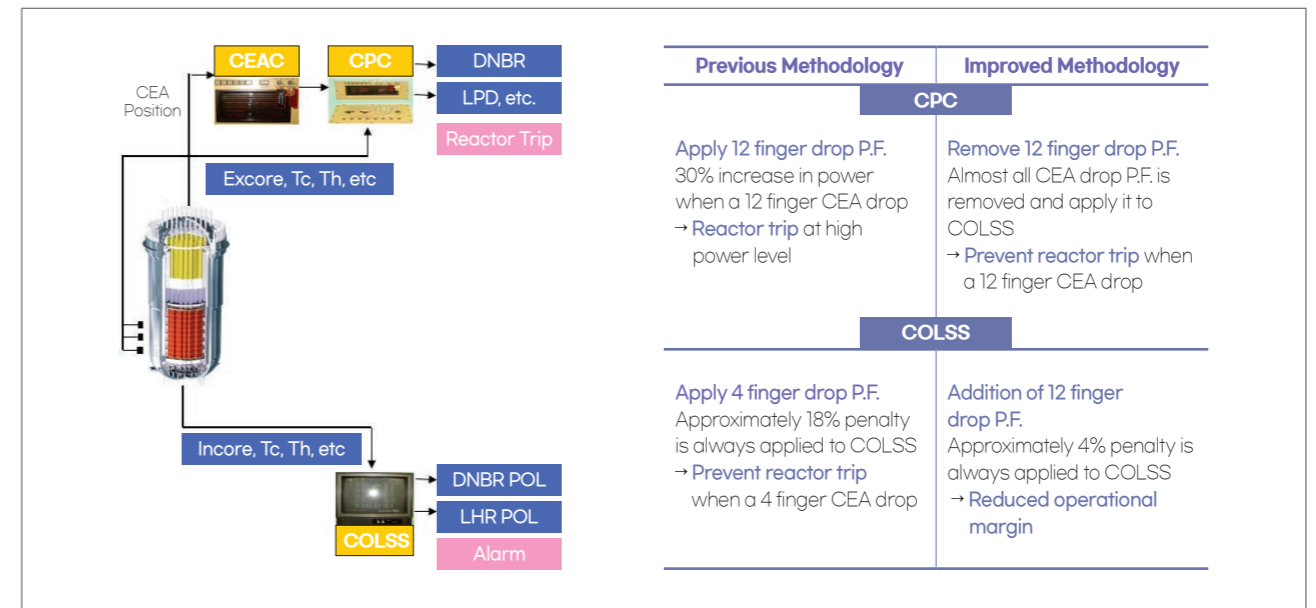 CEAC
CPC
DNBR
LPD, etc.
Reactor Trip
CEA
Position
Excore, Tc, Th, etc
Incore, Tc, Th, etc
DNBR POL
LHR POL
COLSS
Alarm
Previous Methodology
Improved Methodology
CPC
Apply 12 finger drop P.F.
30% increase in power
when a 12 finger CEA drop
→ Reactor trip at high
power level
Remove 12 finger drop P.F.
Almost all CEA drop P.F. is
removed and apply it to
COLSS
→ Prevent reactor trip when
a 12 finger CEA drop
COLSS
Apply 4 finger drop P.F.
Approximately 18% penalty
is always applied to COLSS
→ Prevent reactor trip
when a 4 finger CEA drop
Addition of 12 finger
drop P.F.
Approximately 4% penalty is
always applied to COLSS
→ Reduced operational
margin